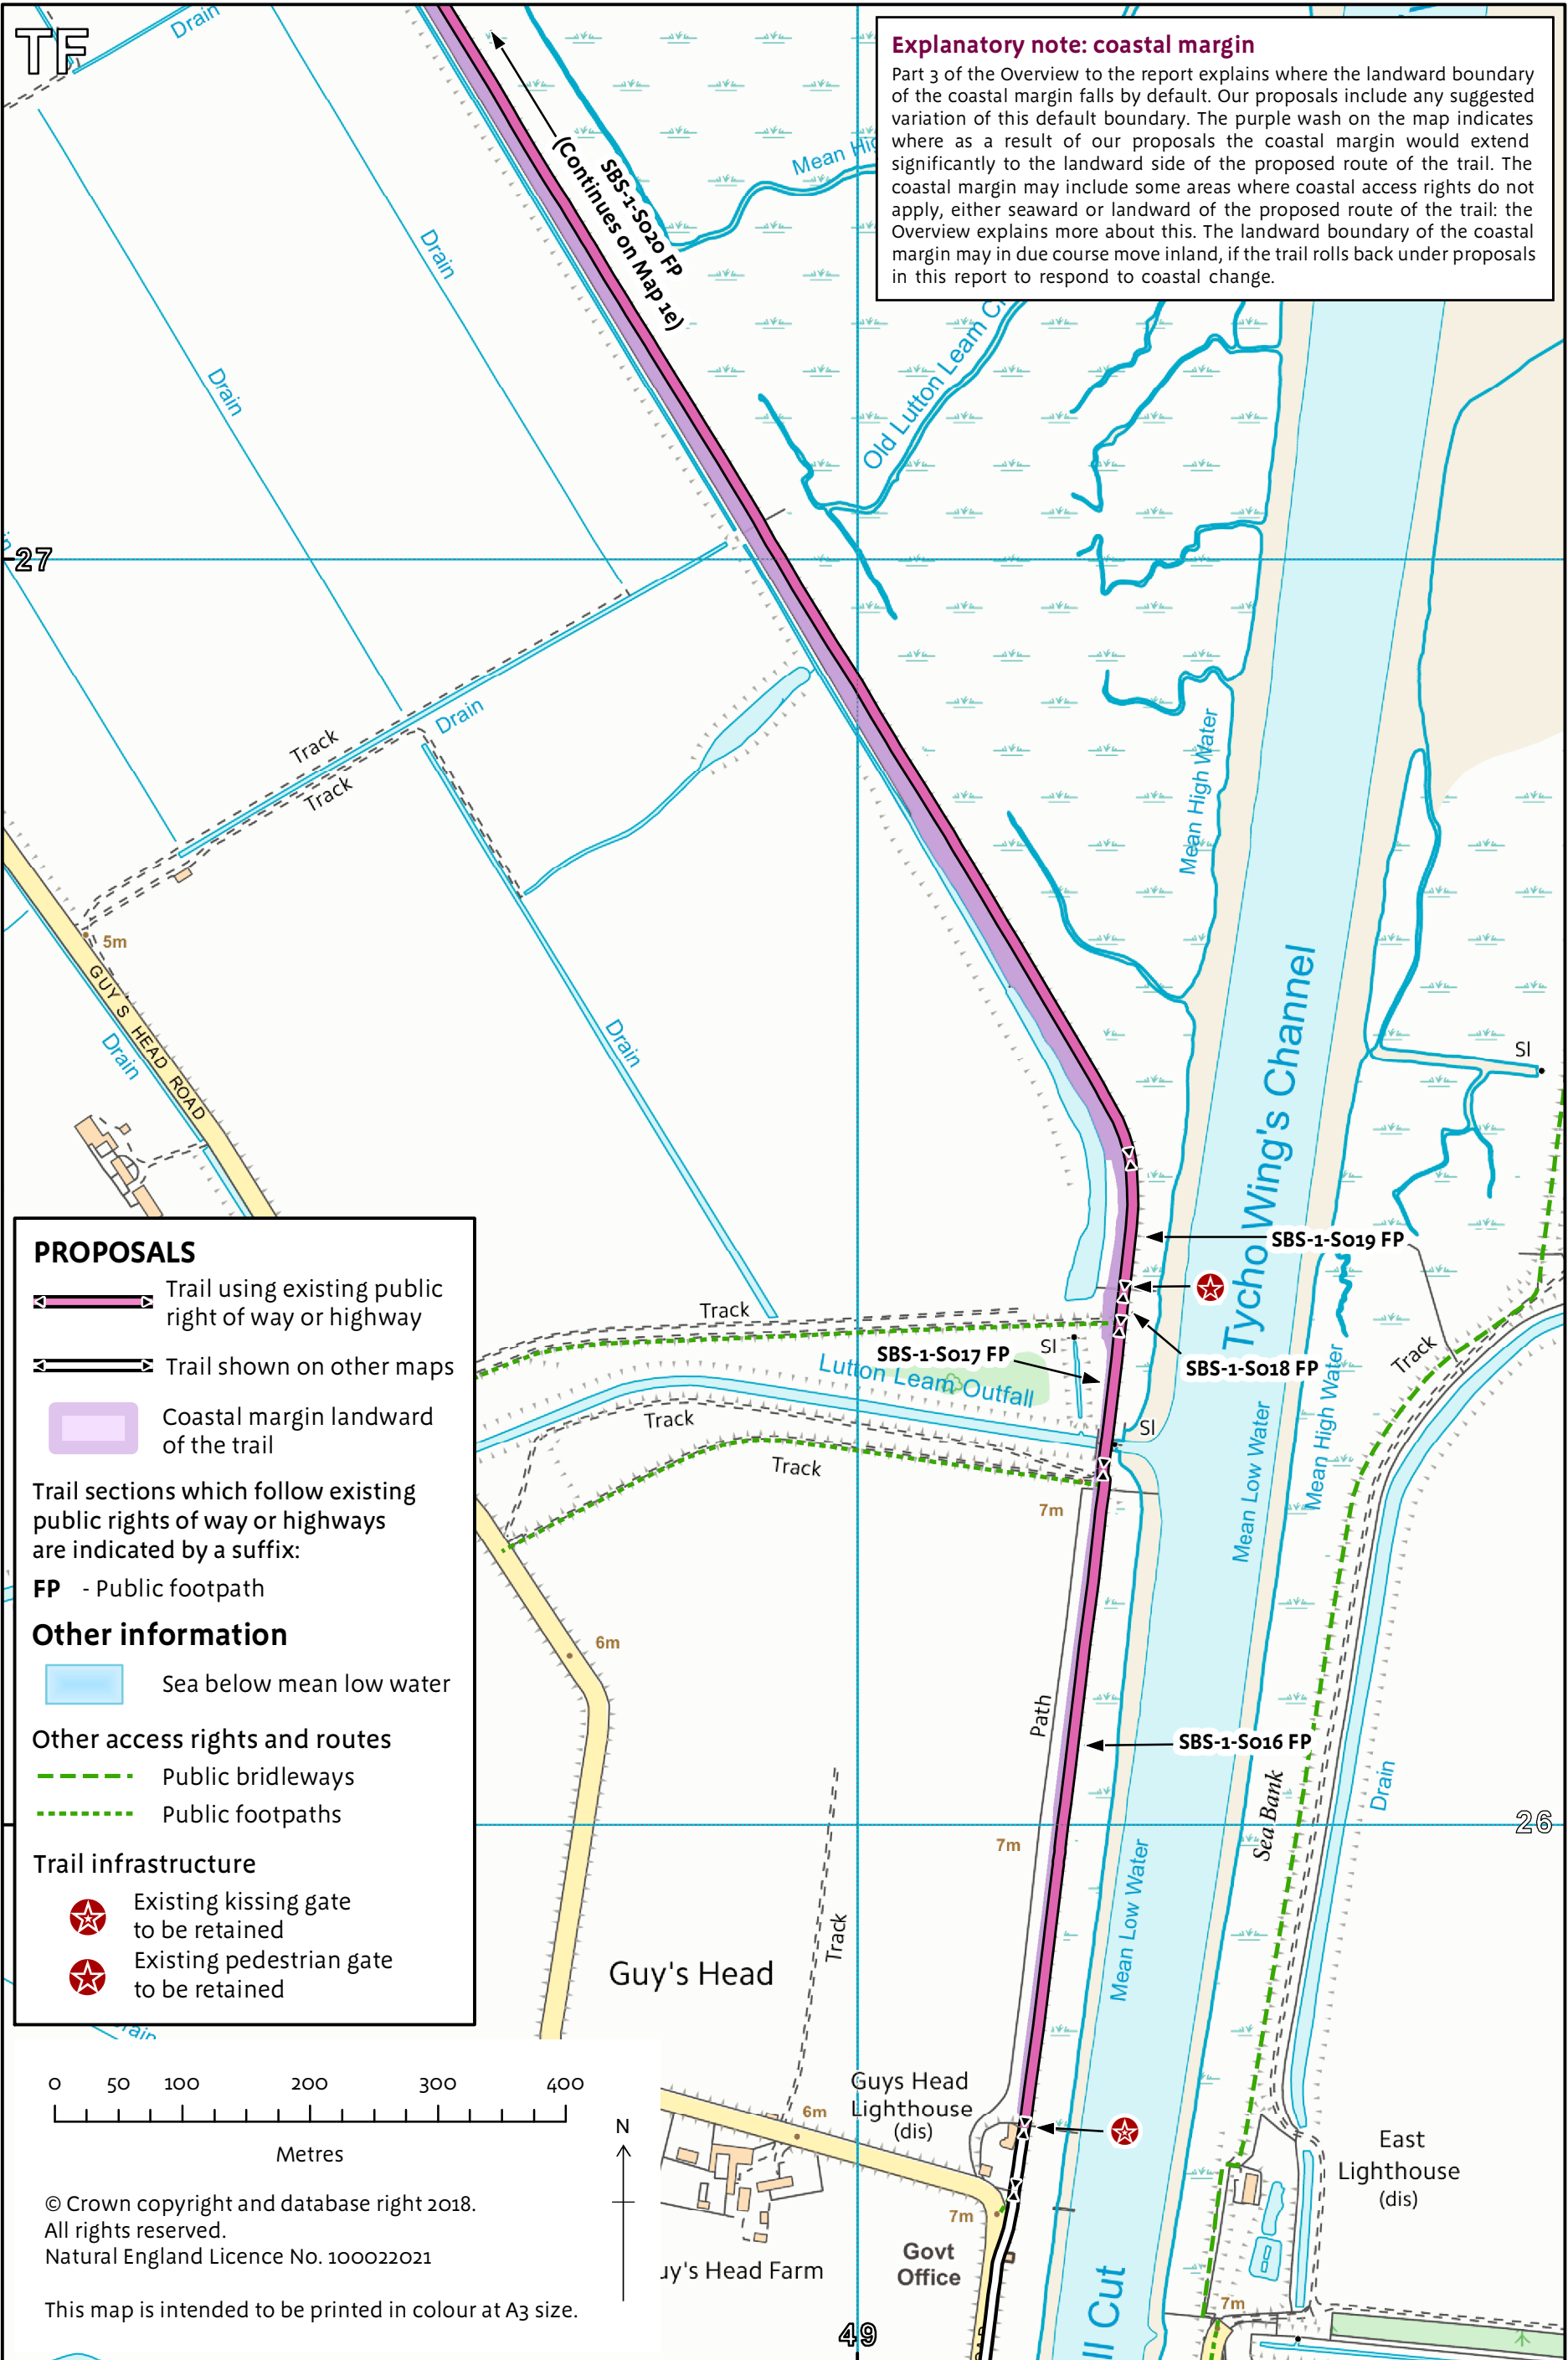 TF
Drain
Explanatory note: coastal margin
Part 3 of the Overview to the report explains where the landward boundary
of the coastal margin falls by default. Our proposals include any suggested
variation of this default boundary. The purple wash on the map indicates
where as a result of our proposals the coastal margin would extend
significantly to the landward side of the proposed route of the trail. The
coastal margin may include some areas where coastal access rights do not
apply, either seaward or landward of the proposed route of the trail: the
Overview explains more about this. The landward boundary of the coastal
margin may in due course move inland, if the trail rolls back under proposals
in this report to respond to coastal change.
SBS-1-S020 FP
(Continues on Map 1e)
Mean Hig
Drain
Drain
Old Lutton Leam C
27
Drain
Track
Track
Mean High Water
5m
GUY'S HEAD ROAD
Drain
Drain
Tycho Wing's Channel
SI
SBS-1-S019 FP
Track
SI
SBS-1-S017 FP
SBS-1-S018 FP
Track
Lutton Leam Outfall
Track
SI
Track
7m
Mean Low Water
Mean High Water
6m
Path
SBS-1-S016 FP
Sea Bank
Drain
26
7m
Mean Low Water
Track
Guy's Head
Guys Head
Lighthouse
(dis)
6m
East
Lighthouse
(dis)
7m
Govt
Office
uy's Head Farm
7m
49
ll Cut
PROPOSALS
Trail using existing public
right of way or highway
Trail shown on other maps
Coastal margin landward
of the trail
Trail sections which follow existing
public rights of way or highways
are indicated by a suffix:
FP - Public footpath
Other information
Sea below mean low water
Other access rights and routes
Public bridleways
Public footpaths
Trail infrastructure
Existing kissing gate
to be retained
Existing pedestrian gate
to be retained
0 50 100 200 300 400
Metres
N
© Crown copyright and database right 2018.
All rights reserved.
Natural England Licence No. 100022021
This map is intended to be printed in colour at A3 size.